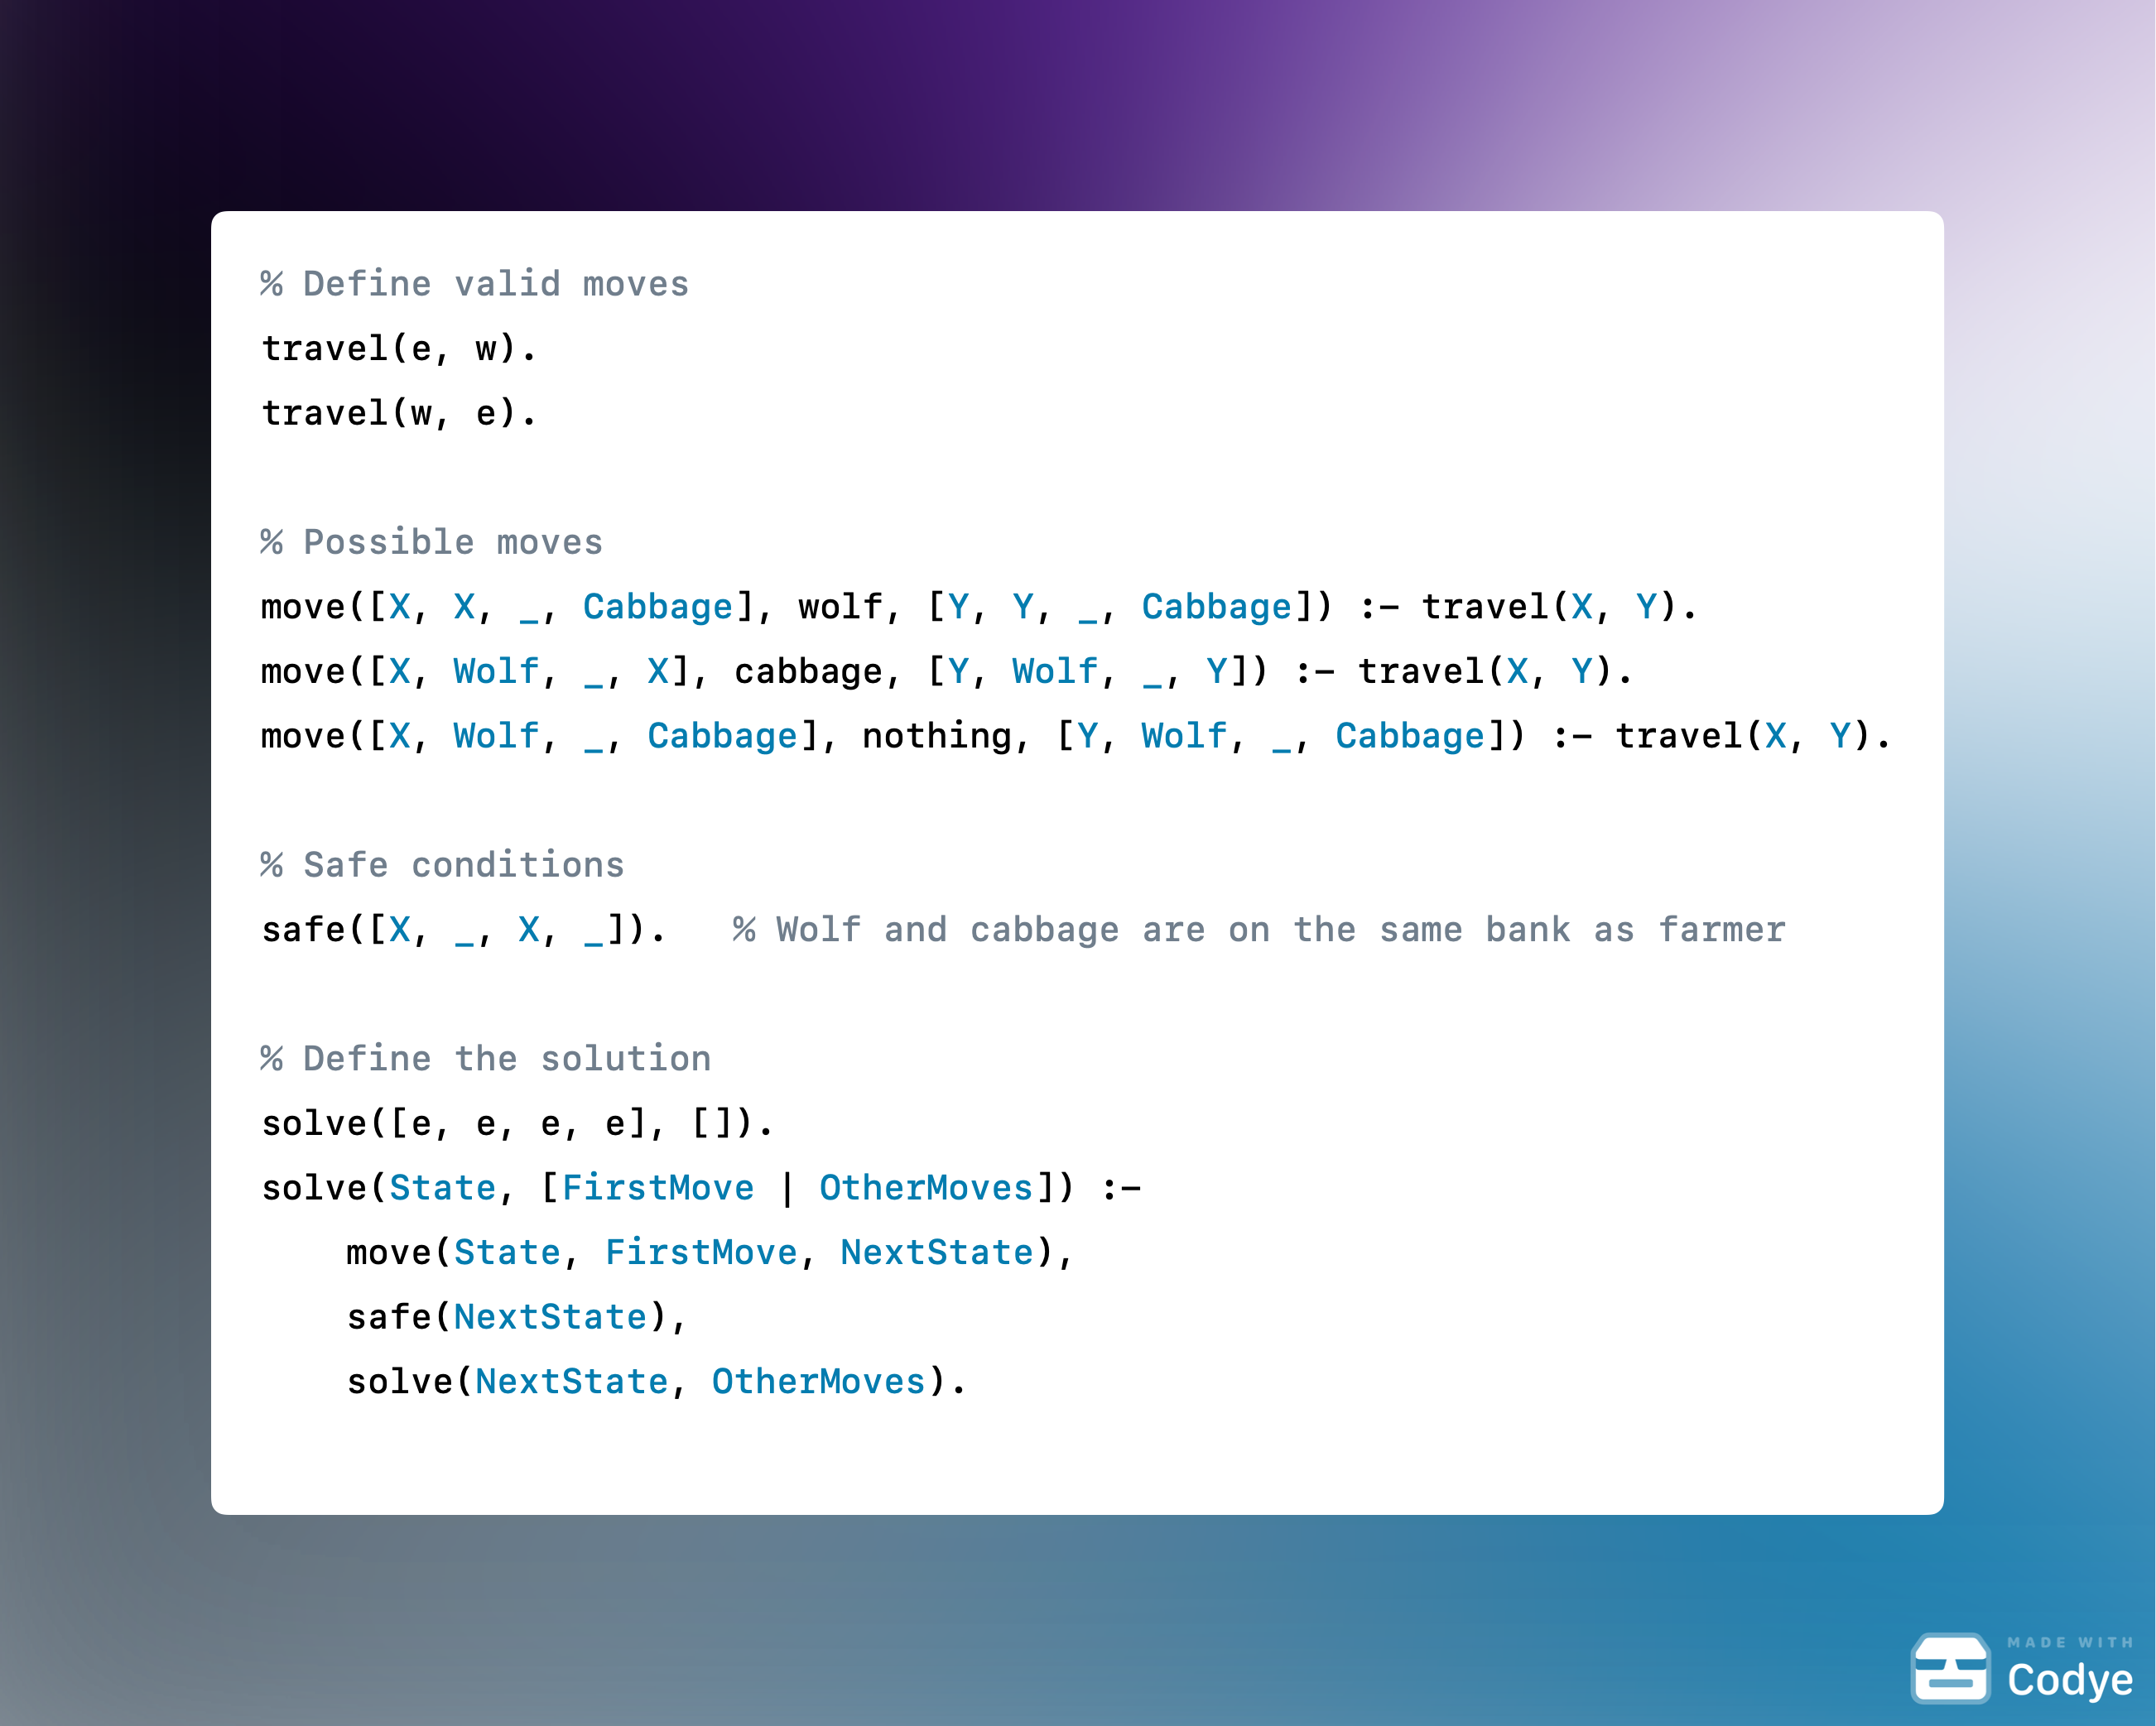 % Define valid moves
travel(e, w).
travel(w, e).
% Possible moves
move([X, X, _, Cabbage], wolf, [Y, Y, _, Cabbage]) :- travel(X, Y).
move([X, Wolf, _, X], cabbage, [Y, Wolf, _, Y]) :- travel(X, Y).
move([X, Wolf, _, Cabbage], nothing, [Y, Wolf, _, Cabbage]) :- travel(X, Y).
% Safe conditions
safe([X, _, X, _]).   % Wolf and cabbage are on the same bank as farmer
% Define the solution
solve([e, e, e, e], []).
solve(State, [FirstMove | OtherMoves]) :-
    move(State, FirstMove, NextState),
    safe(NextState),
    solve(NextState, OtherMoves).
MADE WITH
Codye